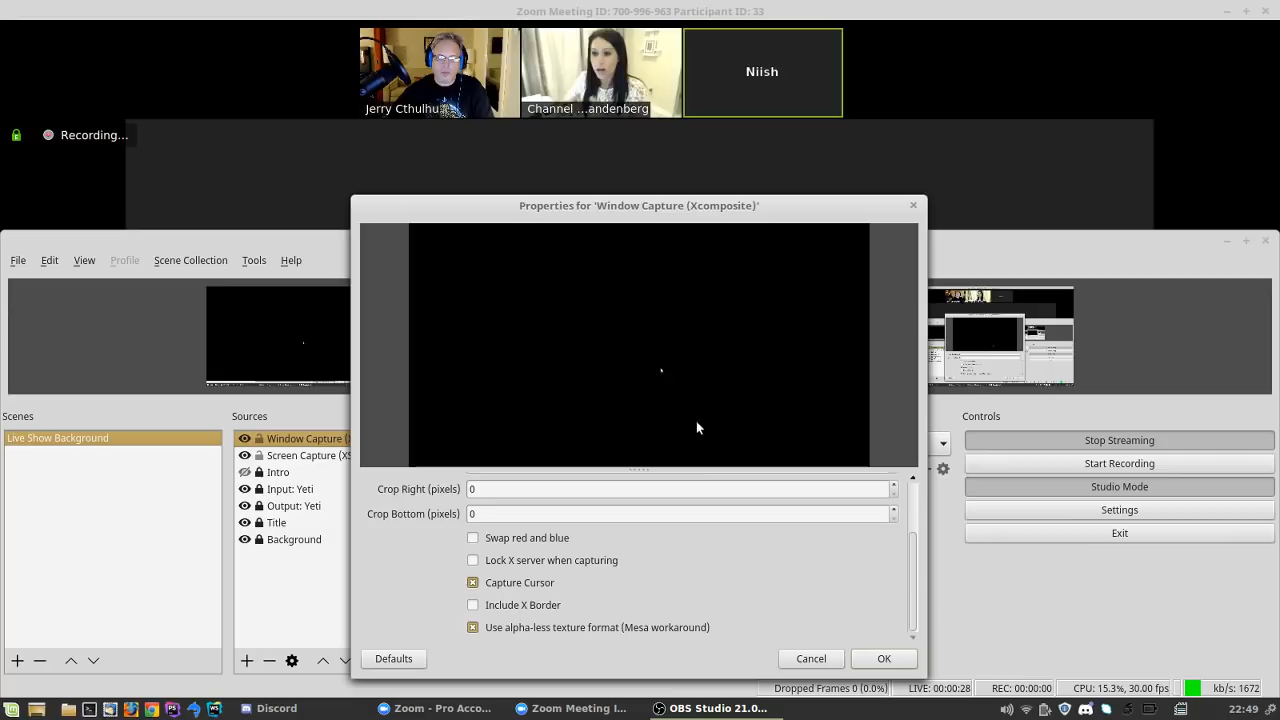 Zoom Meeting ID: 700-996-963 Participant ID: 33
Jerry Cthulhu
Channel ...andenberg
Niish
Recording...
Properties for 'Window Capture (Xcomposite)'
File Edit View Profile Scene Collection Tools Help
Scenes
Live Show Background
Sources
Window Capture (X
Screen Capture (XS
Intro
Input: Yeti
Output: Yeti
Title
Background
Crop Right (pixels) 0
Crop Bottom (pixels) 0
Swap red and blue
Lock X server when capturing
Capture Cursor
Include X Border
Use alpha-less texture format (Mesa workaround)
Defaults Cancel OK
Controls
Stop Streaming
Start Recording
Studio Mode
Settings
Exit
Dropped Frames 0 (0.0%) LIVE: 00:00:28 REC: 00:00:00 CPU: 15.3%, 30.00 fps kb/s: 1672
Discord Zoom - Pro Acco... Zoom Meeting I... OBS Studio 21.0... 22:49